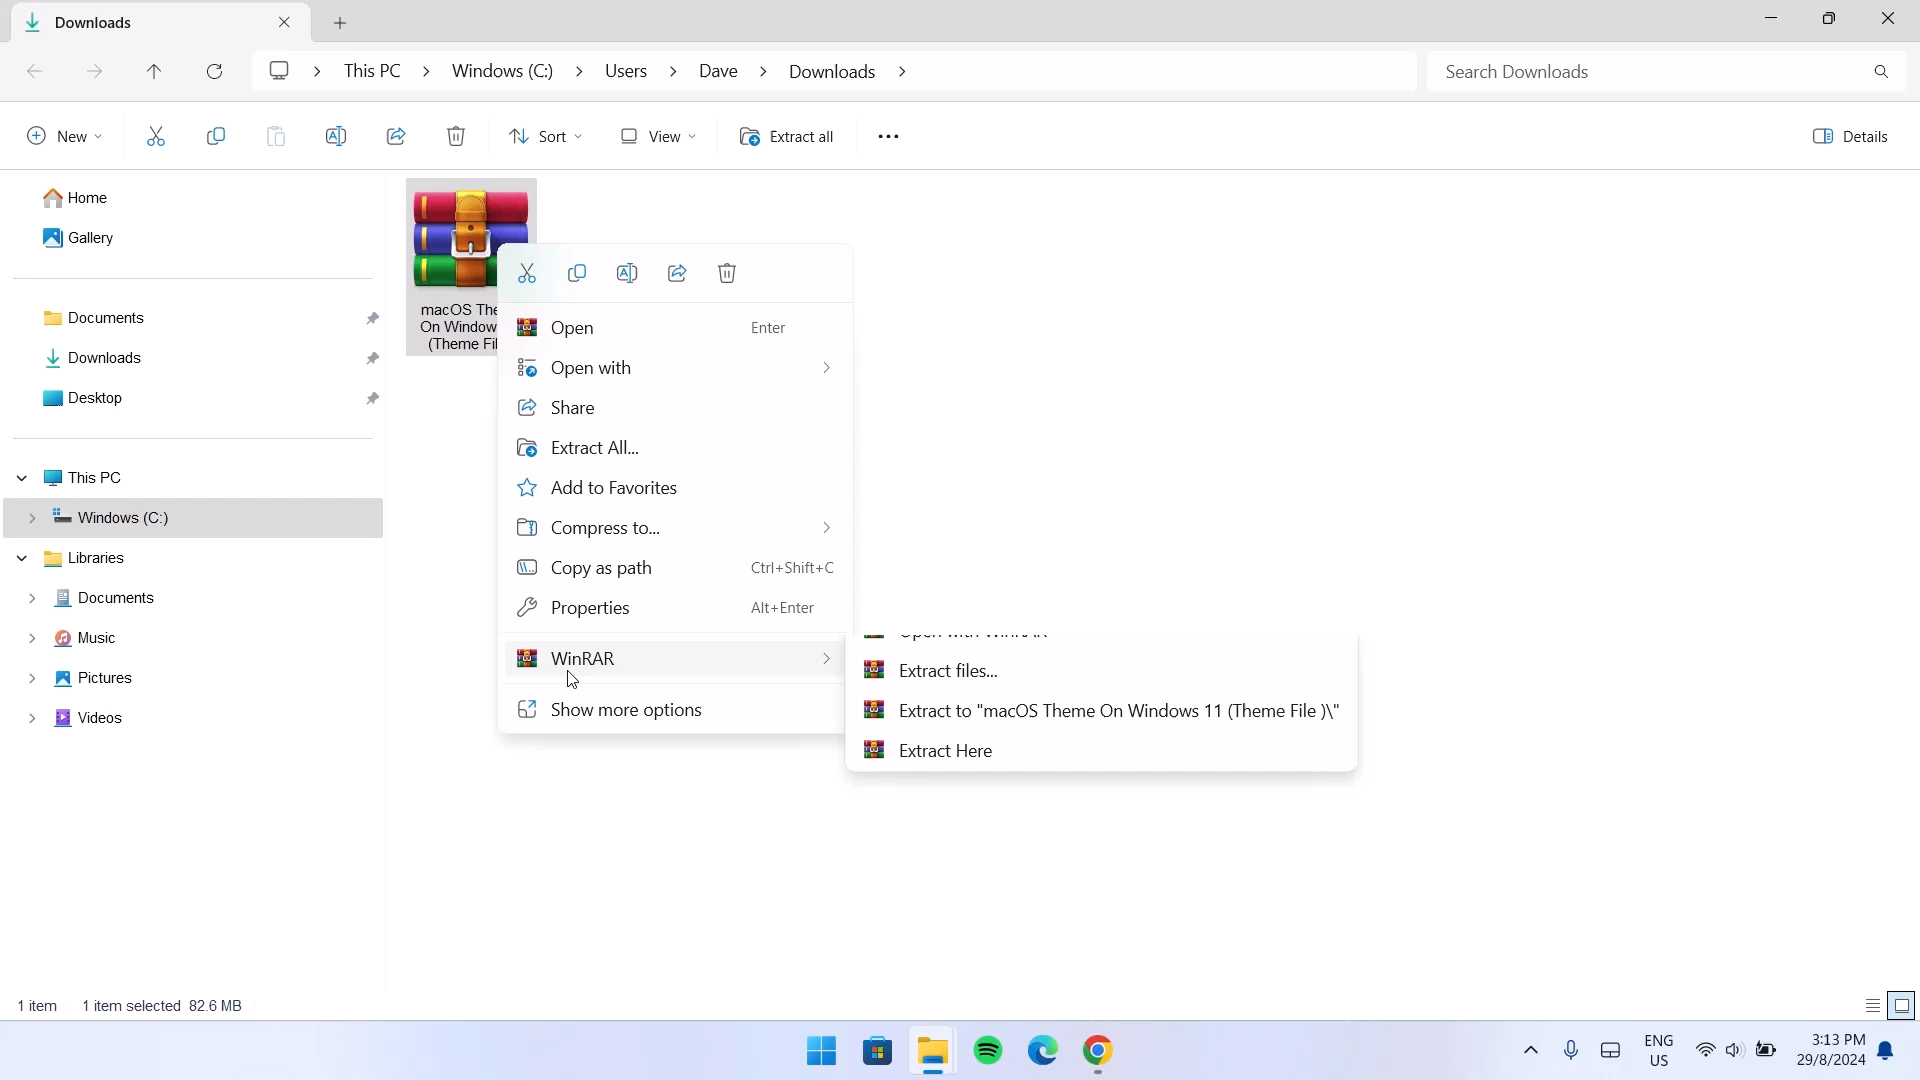 Downloads
This PC
Windows (C:)
Users
Dave
Downloads
Search Downloads
New
Sort
View
Extract all
Details
Home
Gallery
Documents
Downloads
Desktop
This PC
Windows (C:)
Libraries
Documents
Music
Pictures
Videos
macOS The
On Window
(Theme Fil
Open Enter
Open with
Share
Extract All...
Add to Favorites
Compress to...
Copy as path Ctrl+Shift+C
Properties Alt+Enter
WinRAR
Show more options
Open with WinRAR
Extract files...
Extract to "macOS Theme On Windows 11 (Theme File )\"
Extract Here
1 item 1 item selected 82.6 MB
ENG
US
3:13 PM
29/8/2024